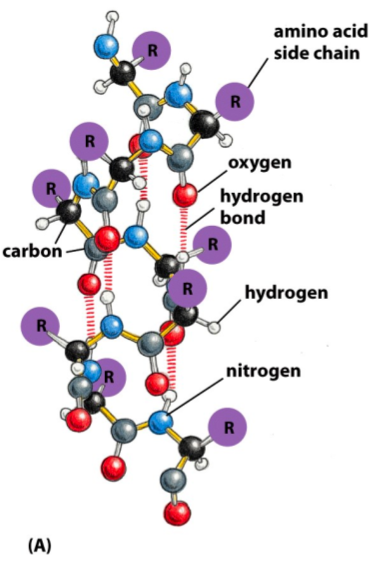 R
amino acid
side chain
R
R
oxygen
R
hydrogen
bond
carbon
R
R
hydrogen
R
nitrogen
R
R
(A)